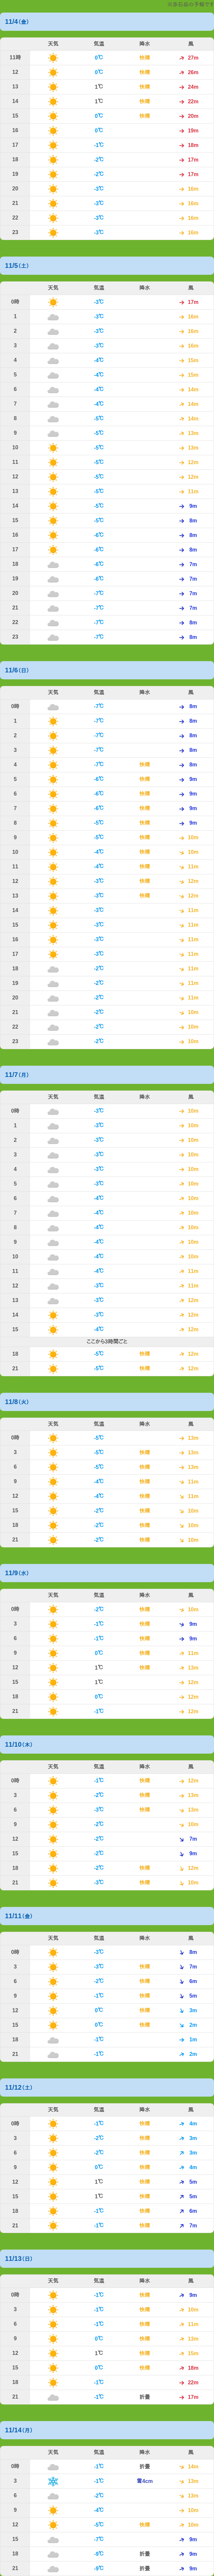 11/4(金)
天気 気温 降水 風
11時 0℃ 快晴 27m
12 0℃ 快晴 26m
13 1℃ 快晴 24m
14 1℃ 快晴 22m
15 0℃ 快晴 20m
16 0℃ 19m
17 -1℃ 18m
18 -2℃ 17m
19 -2℃ 17m
20 -3℃ 16m
21 -3℃ 16m
22 -3℃ 16m
23 -3℃ 16m
11/5(土)
天気 気温 降水 風
0時 -3℃ 17m
1 -3℃ 16m
2 -3℃ 16m
3 -3℃ 16m
4 -4℃ 15m
5 -4℃ 15m
6 -4℃ 14m
7 -4℃ 14m
8 -5℃ 14m
9 -5℃ 13m
10 -5℃ 13m
11 -5℃ 12m
12 -5℃ 12m
13 -5℃ 11m
14 -5℃ 9m
15 -5℃ 8m
16 -6℃ 8m
17 -6℃ 8m
18 -6℃ 7m
19 -6℃ 7m
20 -7℃ 7m
21 -7℃ 7m
22 -7℃ 8m
23 -7℃ 8m
11/6(日)
天気 気温 降水 風
0時 -7℃ 8m
1 -7℃ 8m
2 -7℃ 8m
3 -7℃ 8m
4 -7℃ 快晴 8m
5 -6℃ 快晴 9m
6 -6℃ 快晴 9m
7 -6℃ 快晴 9m
8 -5℃ 快晴 9m
9 -5℃ 快晴 10m
10 -4℃ 快晴 10m
11 -4℃ 快晴 11m
12 -3℃ 快晴 12m
13 -3℃ 快晴 12m
14 -3℃ 11m
15 -3℃ 11m
16 -3℃ 11m
17 -3℃ 11m
18 -2℃ 11m
19 -2℃ 11m
20 -2℃ 11m
21 -2℃ 10m
22 -2℃ 10m
23 -2℃ 10m
11/7(月)
天気 気温 降水 風
0時 -3℃ 10m
1 -3℃ 10m
2 -3℃ 10m
3 -3℃ 10m
4 -3℃ 10m
5 -3℃ 10m
6 -4℃ 10m
7 -4℃ 10m
8 -4℃ 10m
9 -4℃ 10m
10 -4℃ 10m
11 -4℃ 11m
12 -3℃ 11m
13 -3℃ 12m
14 -3℃ 12m
15 -4℃ 12m
ここから3時間ごと
18 -5℃ 快晴 12m
21 -5℃ 快晴 12m
11/8(火)
天気 気温 降水 風
0時 -5℃ 13m
3 -5℃ 快晴 13m
6 -5℃ 快晴 13m
9 -4℃ 快晴 11m
12 -4℃ 快晴 11m
15 -2℃ 快晴 10m
18 -2℃ 快晴 10m
21 -2℃ 快晴 10m
11/9(水)
天気 気温 降水 風
0時 -2℃ 快晴 10m
3 -1℃ 快晴 9m
6 -1℃ 快晴 9m
9 0℃ 快晴 11m
12 1℃ 快晴 13m
15 1℃ 12m
18 0℃ 12m
21 -1℃ 12m
11/10(木)
天気 気温 降水 風
0時 -1℃ 快晴 12m
3 -2℃ 快晴 13m
6 -3℃ 快晴 13m
9 -2℃ 快晴 10m
12 -2℃ 7m
15 -2℃ 9m
18 -2℃ 快晴 12m
21 -3℃ 快晴 10m
11/11(金)
天気 気温 降水 風
0時 -3℃ 8m
3 -3℃ 快晴 7m
6 -2℃ 快晴 6m
9 -1℃ 快晴 5m
12 0℃ 快晴 3m
15 0℃ 快晴 2m
18 -1℃ 1m
21 -1℃ 2m
11/12(土)
天気 気温 降水 風
0時 -1℃ 快晴 4m
3 -2℃ 快晴 3m
6 -2℃ 快晴 3m
9 0℃ 快晴 4m
12 1℃ 快晴 5m
15 1℃ 快晴 5m
18 -1℃ 快晴 6m
21 -1℃ 快晴 7m
11/13(日)
天気 気温 降水 風
0時 -1℃ 快晴 9m
3 -1℃ 快晴 10m
6 -1℃ 快晴 11m
9 0℃ 快晴 13m
12 1℃ 快晴 15m
15 0℃ 快晴 18m
18 -1℃ 22m
21 -1℃ 17m
11/14(月)
天気 気温 降水 風
0時 -1℃ 14m
3 -1℃ 雪4cm 13m
6 -2℃ 13m
9 -4℃ 10m
12 -5℃ 快晴 10m
15 -7℃ 9m
18 -9℃ 9m
21 -9℃ 9m